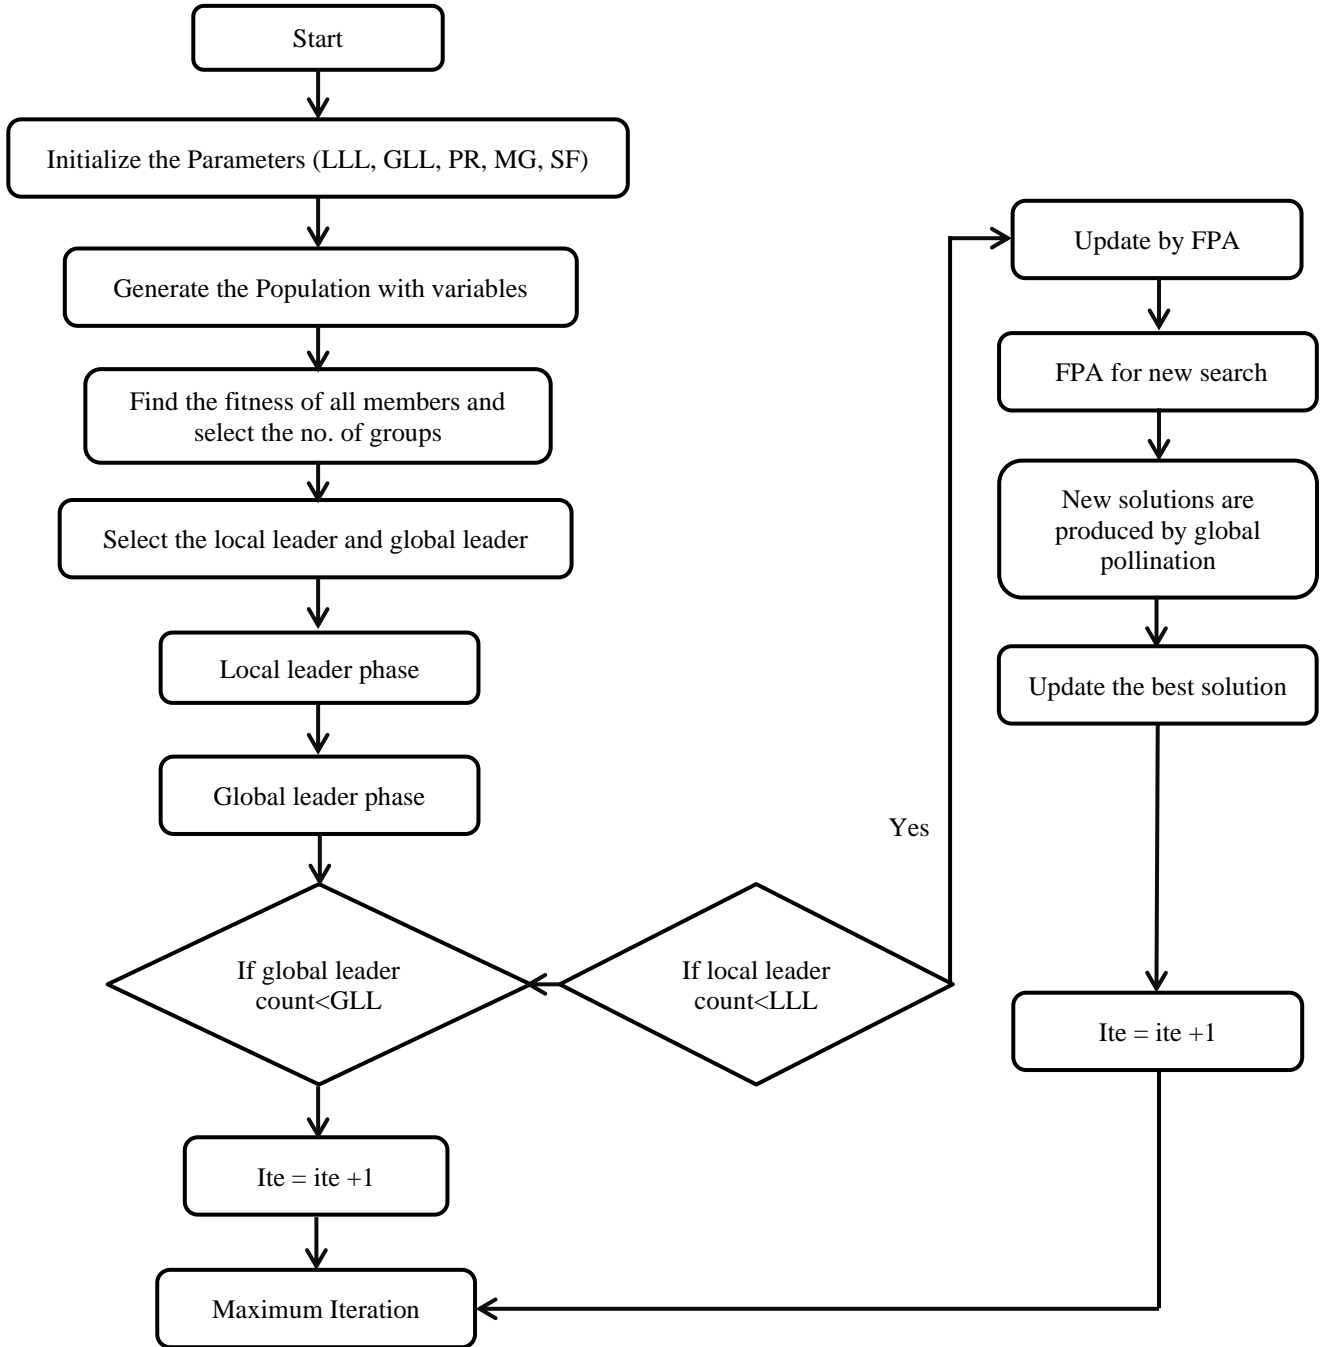 Start
Initialize the Parameters (LLL, GLL, PR, MG, SF)
Generate the Population with variables
Find the fitness of all members and
select the no. of groups
Select the local leader and global leader
Local leader phase
Global leader phase
If global leader
count<GLL
Ite = ite +1
Maximum Iteration
If local leader
count<LLL
Yes
Update by FPA
FPA for new search
New solutions are
produced by global
pollination
Update the best solution
Ite = ite +1